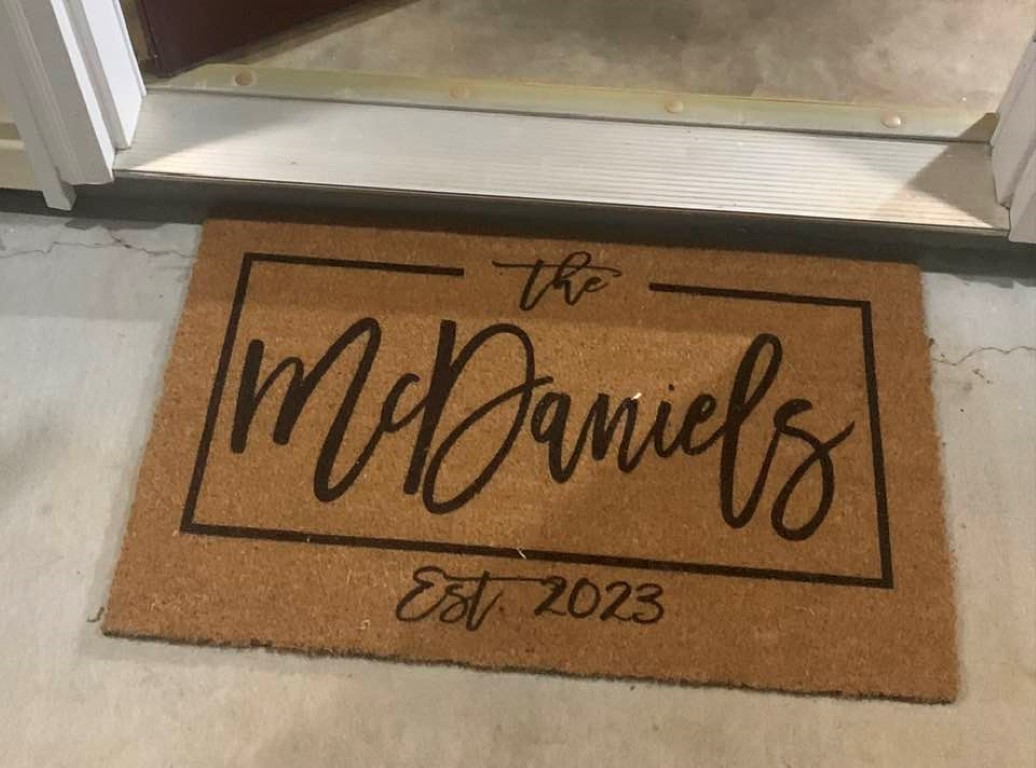 the
McDaniels
Est. 2023